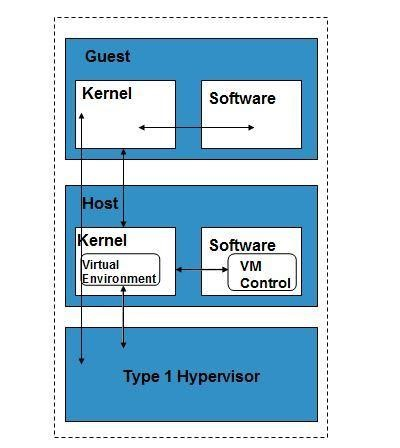 Guest
Kernel
Software
Host
Kernel
Virtual
Environment
Software
VM
Control
Type 1 Hypervisor